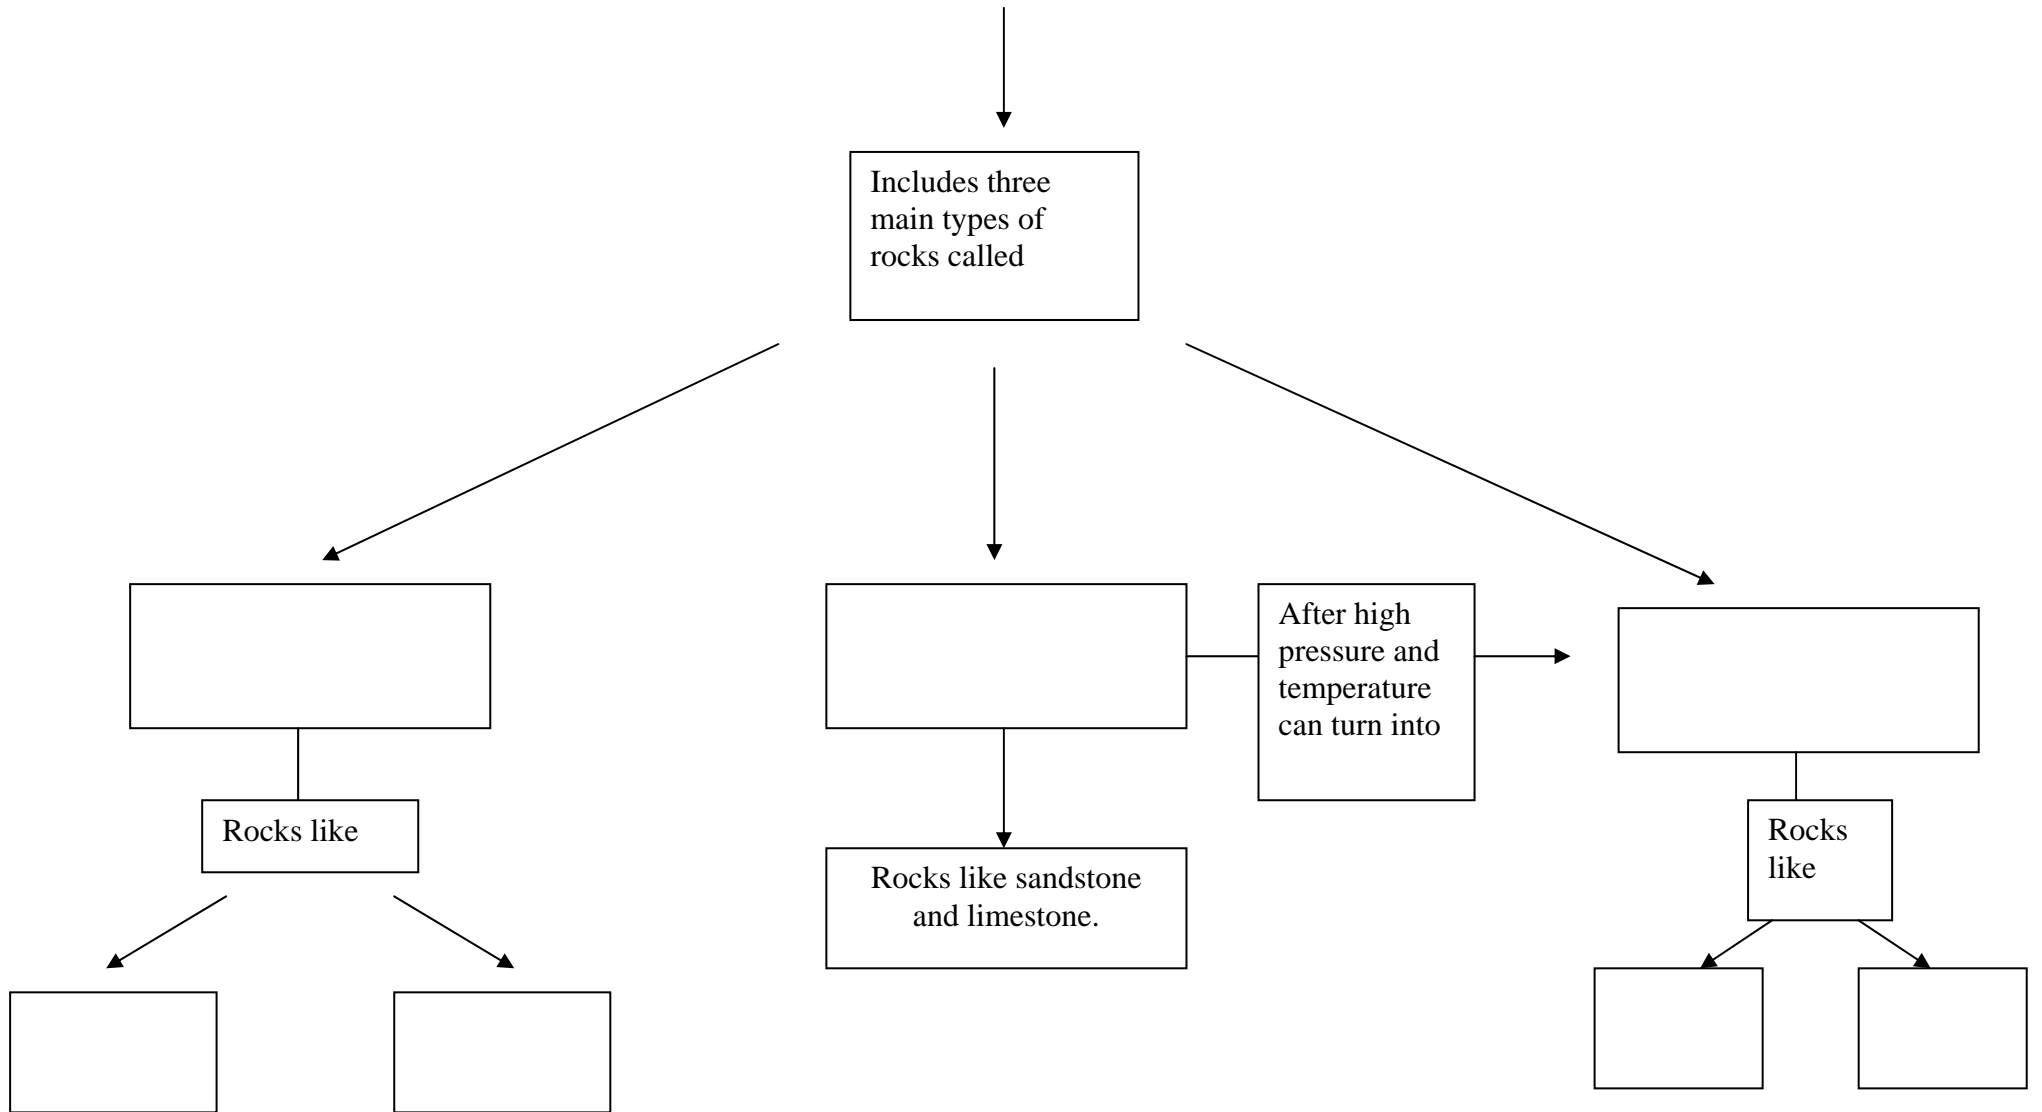 Includes three
main types of
rocks called
After high
pressure and
temperature
can turn into
Rocks like
Rocks like sandstone
and limestone.
Rocks
like